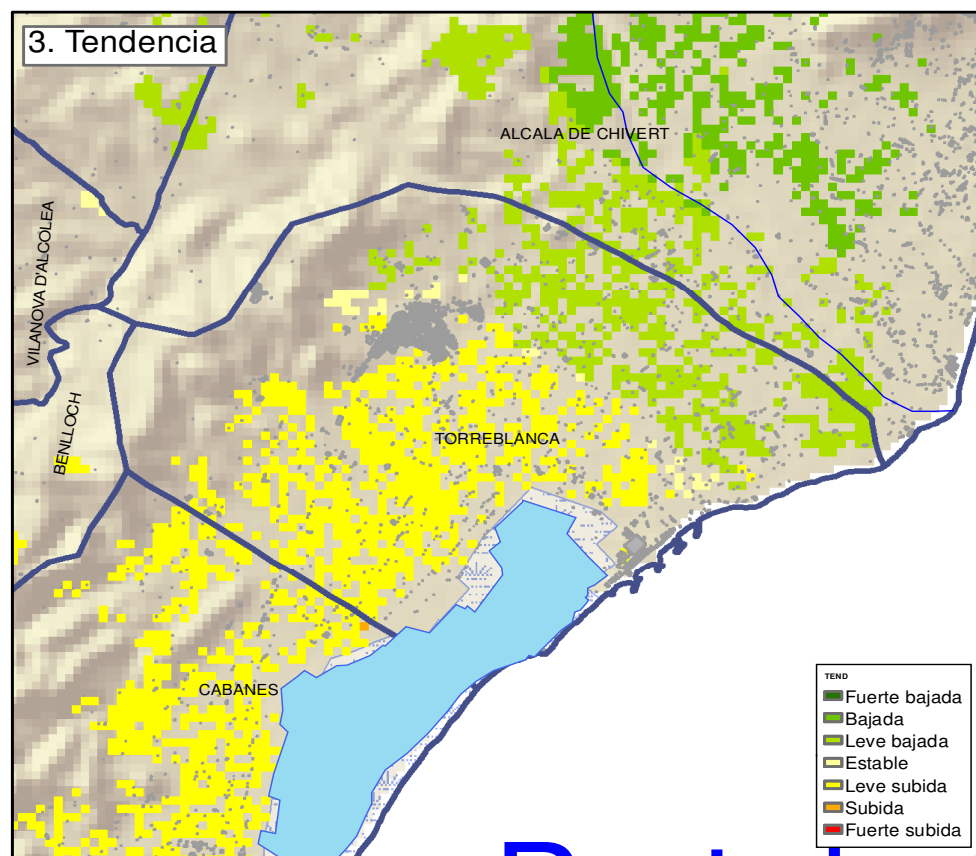 3. Tendencia
ALCALA DE CHIVERT
VILANOVA D'ALCOLEA
BENLLOCH
TORREBLANCA
CABANES
TEND
Fuerte bajada
Bajada
Leve bajada
Estable
Leve subida
Subida
Fuerte subida